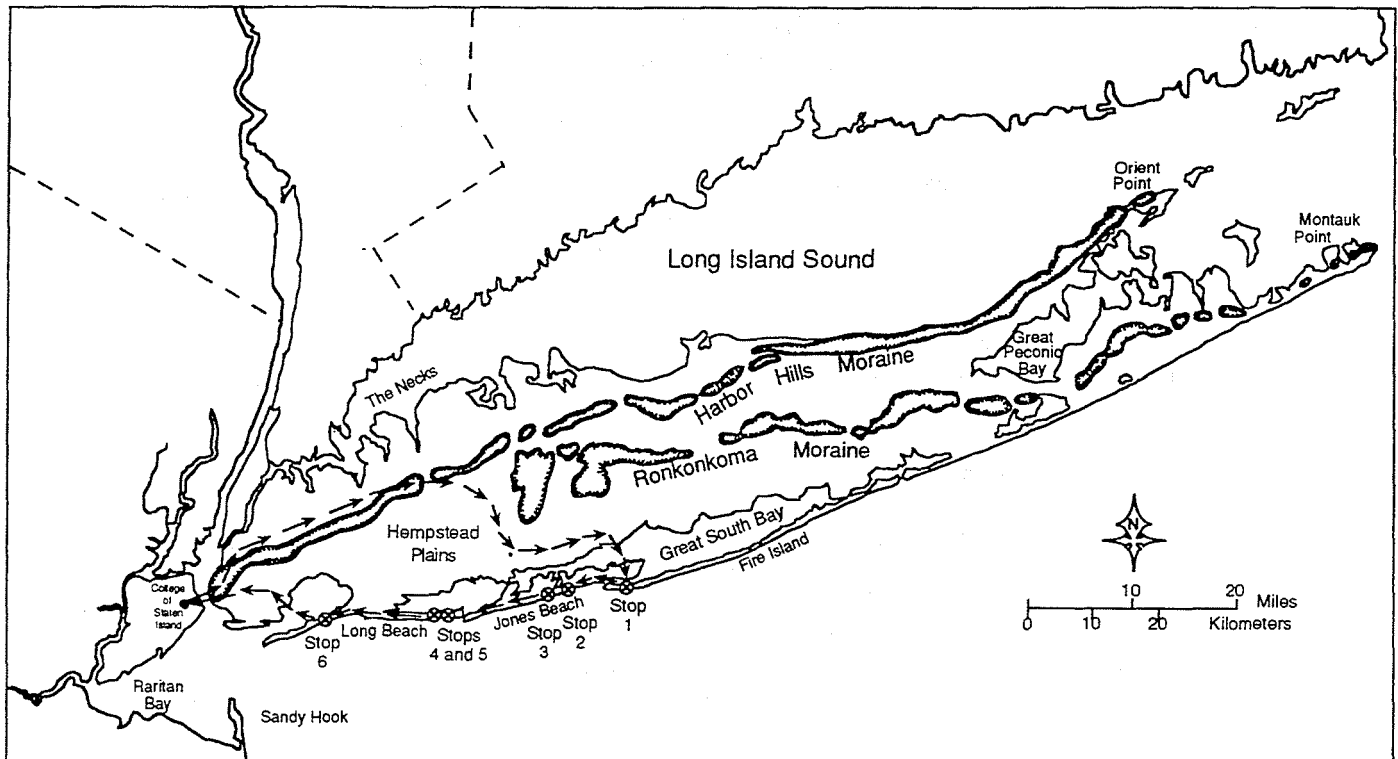 Orient
Point
Montauk
Point
Long Island Sound
Great
Peconic
Bay
The Necks
Harbor Hills Moraine
Ronkonkoma Moraine
Hempstead
Plains
Great South Bay
Fire Island
N
College
of
Staten
Island
Jones Beach
Long Beach
Stop
1
Stop
2
Stop
3
Stops
4 and 5
Stop
6
10 20
Miles
0 10 20 Kilometers
Raritan
Bay
Sandy Hook